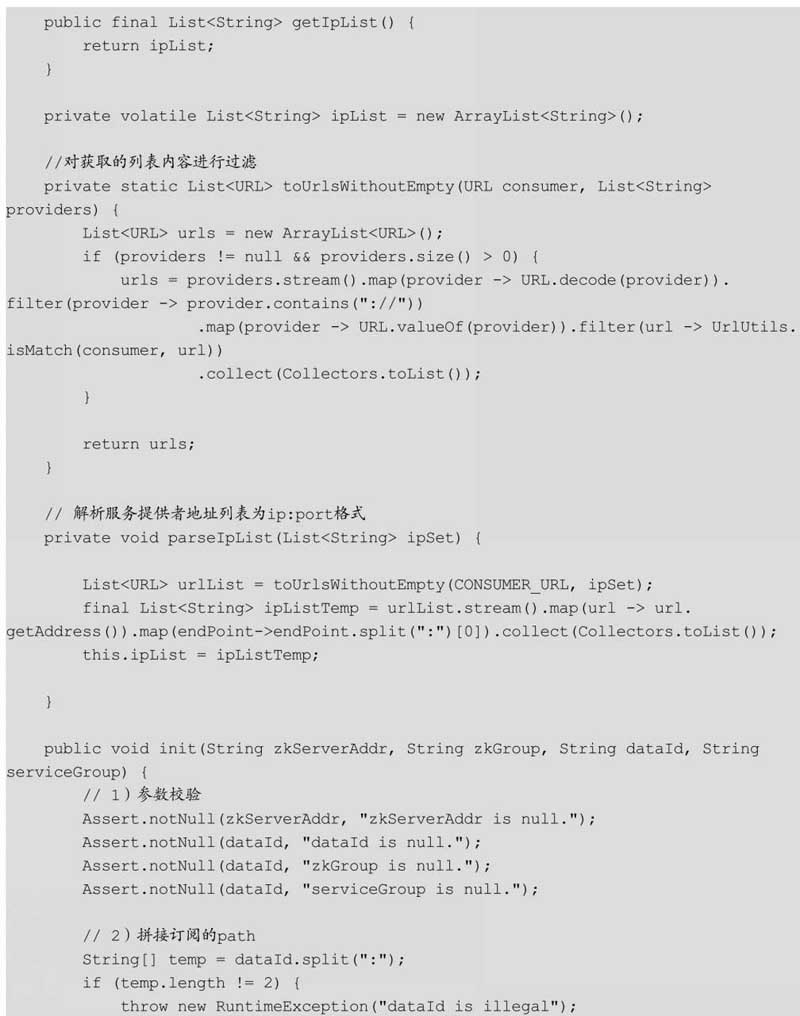 public final List<String> getIpList() {
        return ipList;
    }

    private volatile List<String> ipList = new ArrayList<String>();

    //对获取的列表内容进行过滤
    private static List<URL> toUrlsWithoutEmpty(URL consumer, List<String>
providers) {
        List<URL> urls = new ArrayList<URL>();
        if (providers != null && providers.size() > 0) {
            urls = providers.stream().map(provider -> URL.decode(provider)).
filter(provider -> provider.contains("://"))
                    .map(provider -> URL.valueOf(provider)).filter(url -> UrlUtils.
isMatch(consumer, url))
                    .collect(Collectors.toList());
        }

        return urls;
    }

    // 解析服务提供者地址列表为ip:port格式
    private void parseIpList(List<String> ipSet) {

        List<URL> urlList = toUrlsWithoutEmpty(CONSUMER_URL, ipSet);
        final List<String> ipListTemp = urlList.stream().map(url -> url.
getAddress()).map(endPoint->endPoint.split(":")[0]).collect(Collectors.toList());
        this.ipList = ipListTemp;

    }

    public void init(String zkServerAddr, String zkGroup, String dataId, String
serviceGroup) {
        // 1）参数校验
        Assert.notNull(zkServerAddr, "zkServerAddr is null.");
        Assert.notNull(dataId, "dataId is null.");
        Assert.notNull(dataId, "zkGroup is null.");
        Assert.notNull(dataId, "serviceGroup is null.");

        // 2）拼接订阅的path
        String[] temp = dataId.split(":");
        if (temp.length != 2) {
            throw new RuntimeException("dataId is illegal");